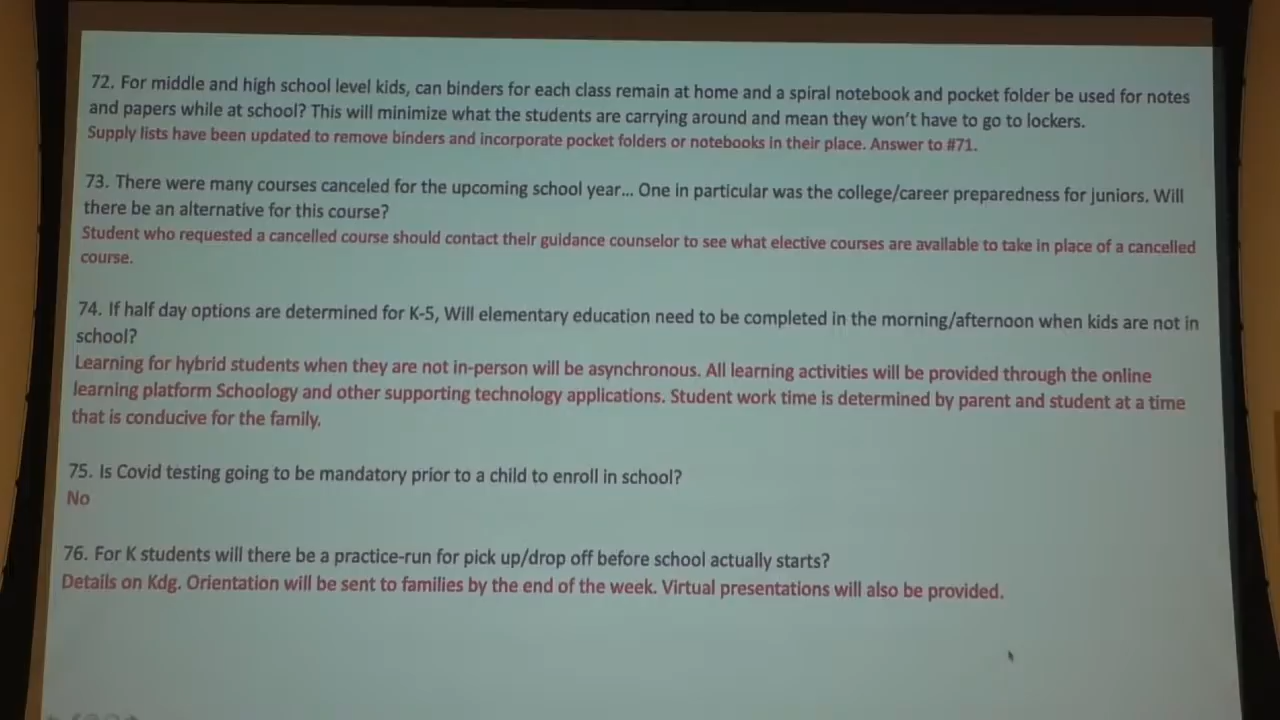 72. For middle and high school level kids, can binders for each class remain at home and a spiral notebook and pocket folder be used for notes
and papers while at school? This will minimize what the students are carrying around and mean they won't have to go to lockers.
Supply lists have been updated to remove binders and incorporate pocket folders or notebooks in their place. Answer to #71.
73. There were many courses canceled for the upcoming school year... One in particular was the college/career preparedness for juniors. Will
there be an alternative for this course?
Student who requested a cancelled course should contact their guidance counselor to see what elective courses are available to take in place of a cancelled
course.
74. If half day options are determined for K-5, Will elementary education need to be completed in the morning/afternoon when kids are not in
school?
Learning for hybrid students when they are not in-person will be asynchronous. All learning activities will be provided through the online
learning platform Schoology and other supporting technology applications. Student work time is determined by parent and student at a time
that is conducive for the family.
75. Is Covid testing going to be mandatory prior to a child to enroll in school?
No
76. For K students will there be a practice-run for pick up/drop off before school actually starts?
Details on Kdg. Orientation will be sent to families by the end of the week. Virtual presentations will also be provided.